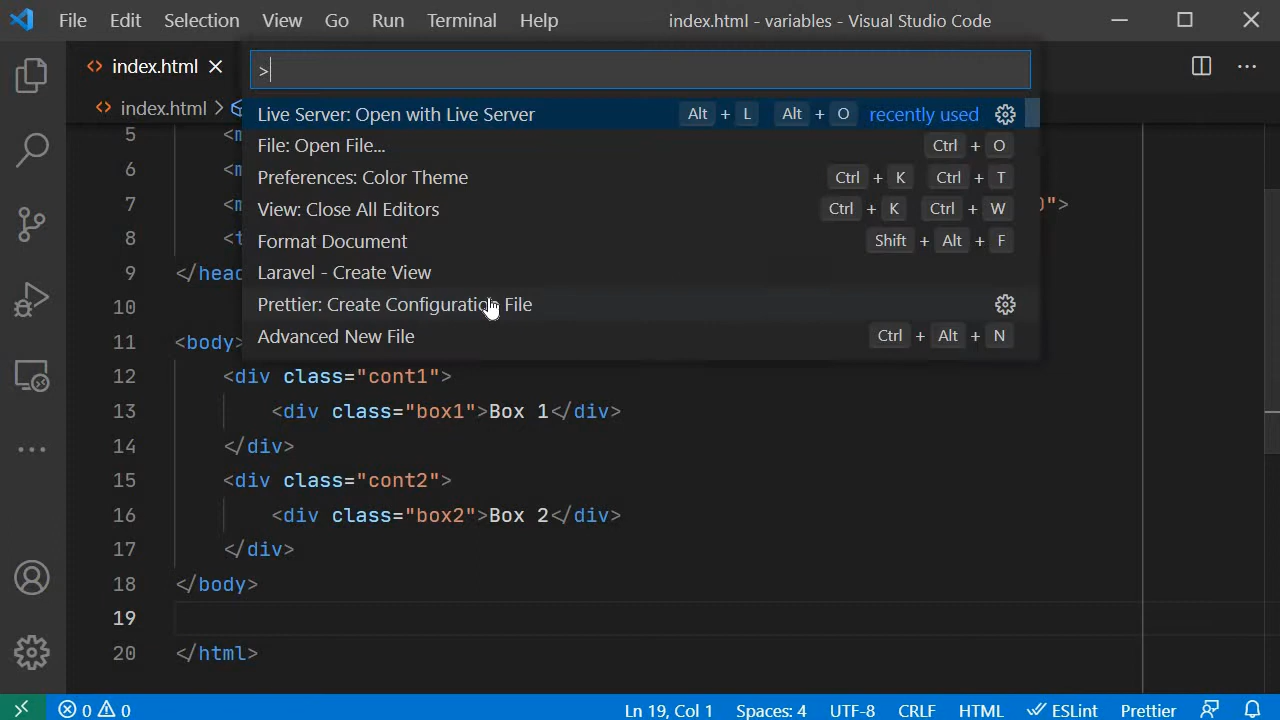 File Edit Selection View Go Run Terminal Help index.html - variables - Visual Studio Code
index.html
>
index.html >
Live Server: Open with Live Server Alt + L Alt + O recently used
File: Open File... Ctrl + O
Preferences: Color Theme Ctrl + K Ctrl + T
View: Close All Editors Ctrl + K Ctrl + W
Format Document Shift + Alt + F
Laravel - Create View
Prettier: Create Configuration File
Advanced New File Ctrl + Alt + N
5 <m
6 <m
7 <m 0">
8 <t
9 </head
10
11 <body>
12 <div class="cont1">
13 <div class="box1">Box 1</div>
14 </div>
15 <div class="cont2">
16 <div class="box2">Box 2</div>
17 </div>
18 </body>
19
20 </html>
0 0 Ln 19, Col 1 Spaces: 4 UTF-8 CRLF HTML ESLint Prettier